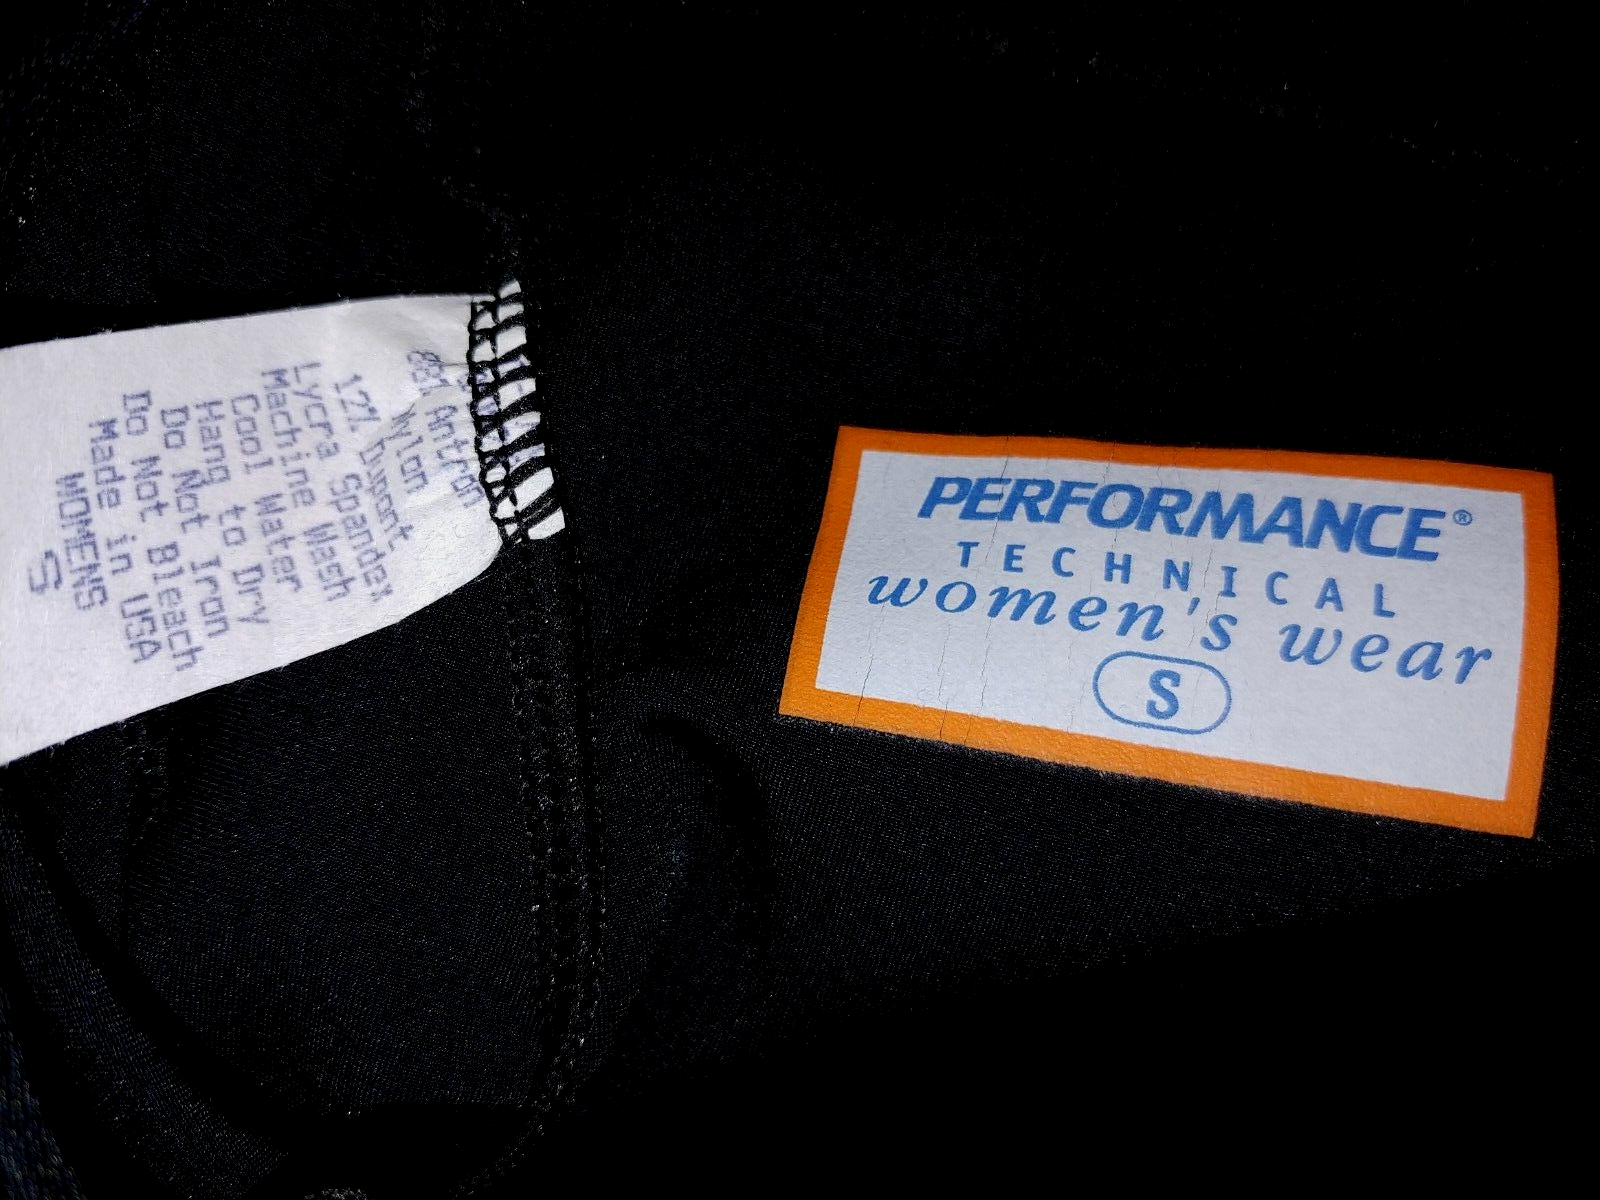 88% Antron
Nylon
12% Dupont
Lycra Spandex
Machine Wash
Cool Water
Hang to Dry
Do Not Iron
Do Not Bleach
Made in USA
WOMENS
S
PERFORMANCE®
TECHNICAL
women's wear
S